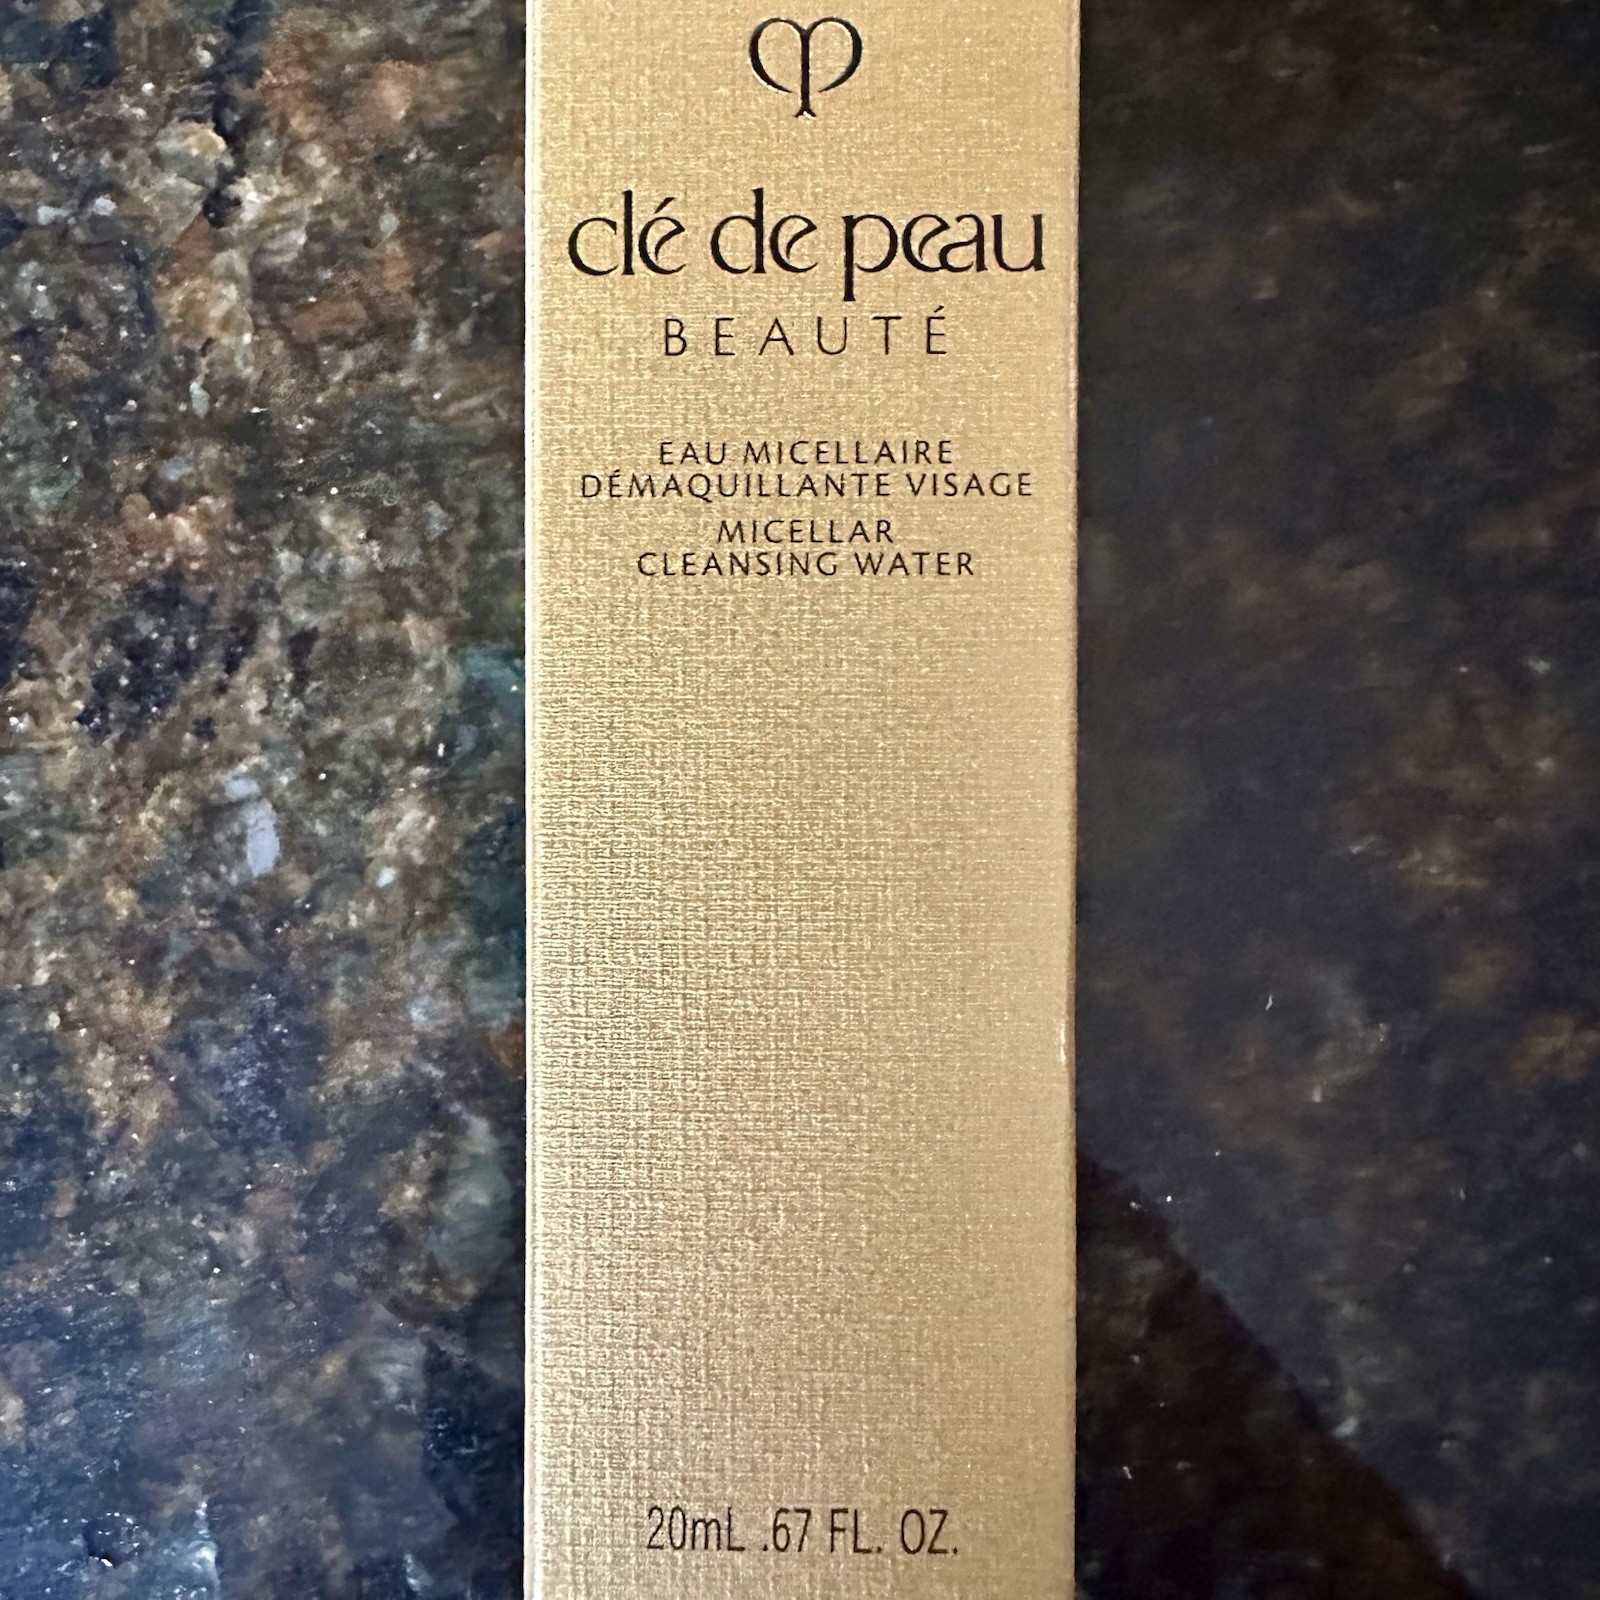 clé de peau
BEAUTÉ
EAU MICELLAIRE
DÉMAQUILLANTE VISAGE
MICELLAR
CLEANSING WATER
20mL .67 FL. OZ.